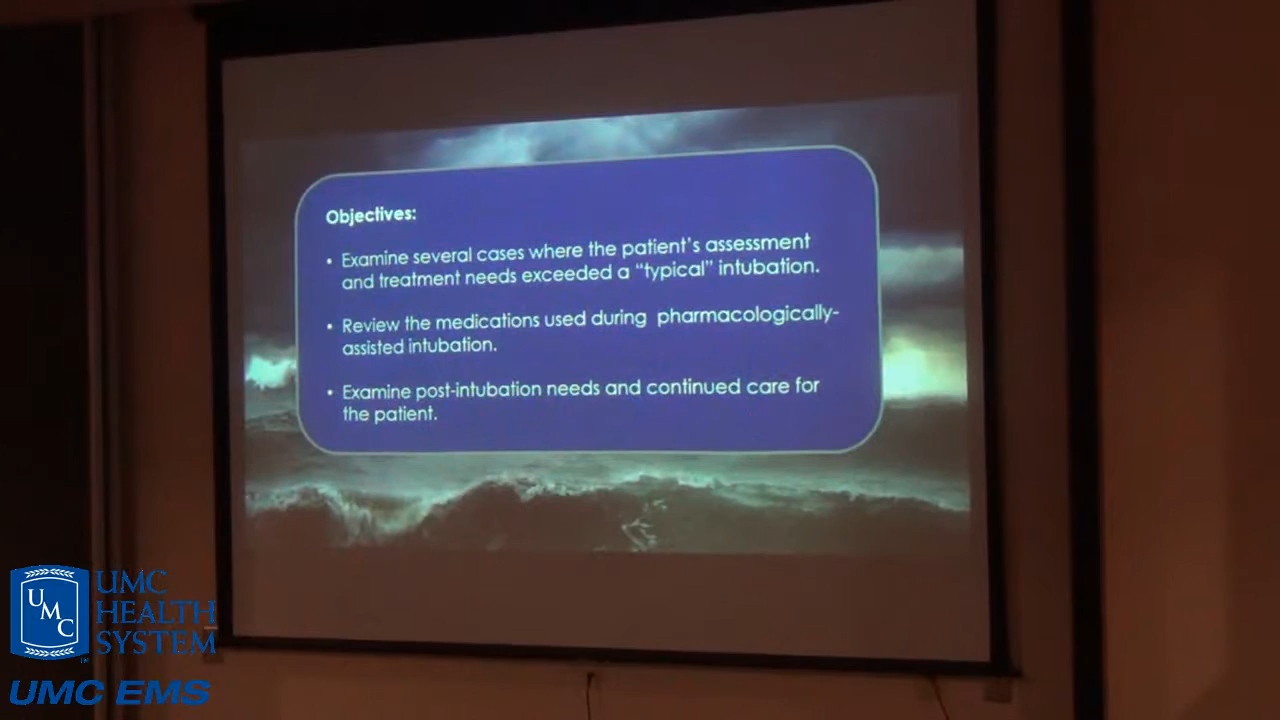 Objectives:
• Examine several cases where the patient's assessment
and treatment needs exceeded a “typical” intubation.
• Review the medications used during pharmacologically-
assisted intubation.
• Examine post-intubation needs and continued care for
the patient.
UMC
UMC
HEALTH
SYSTEM
UMC EMS